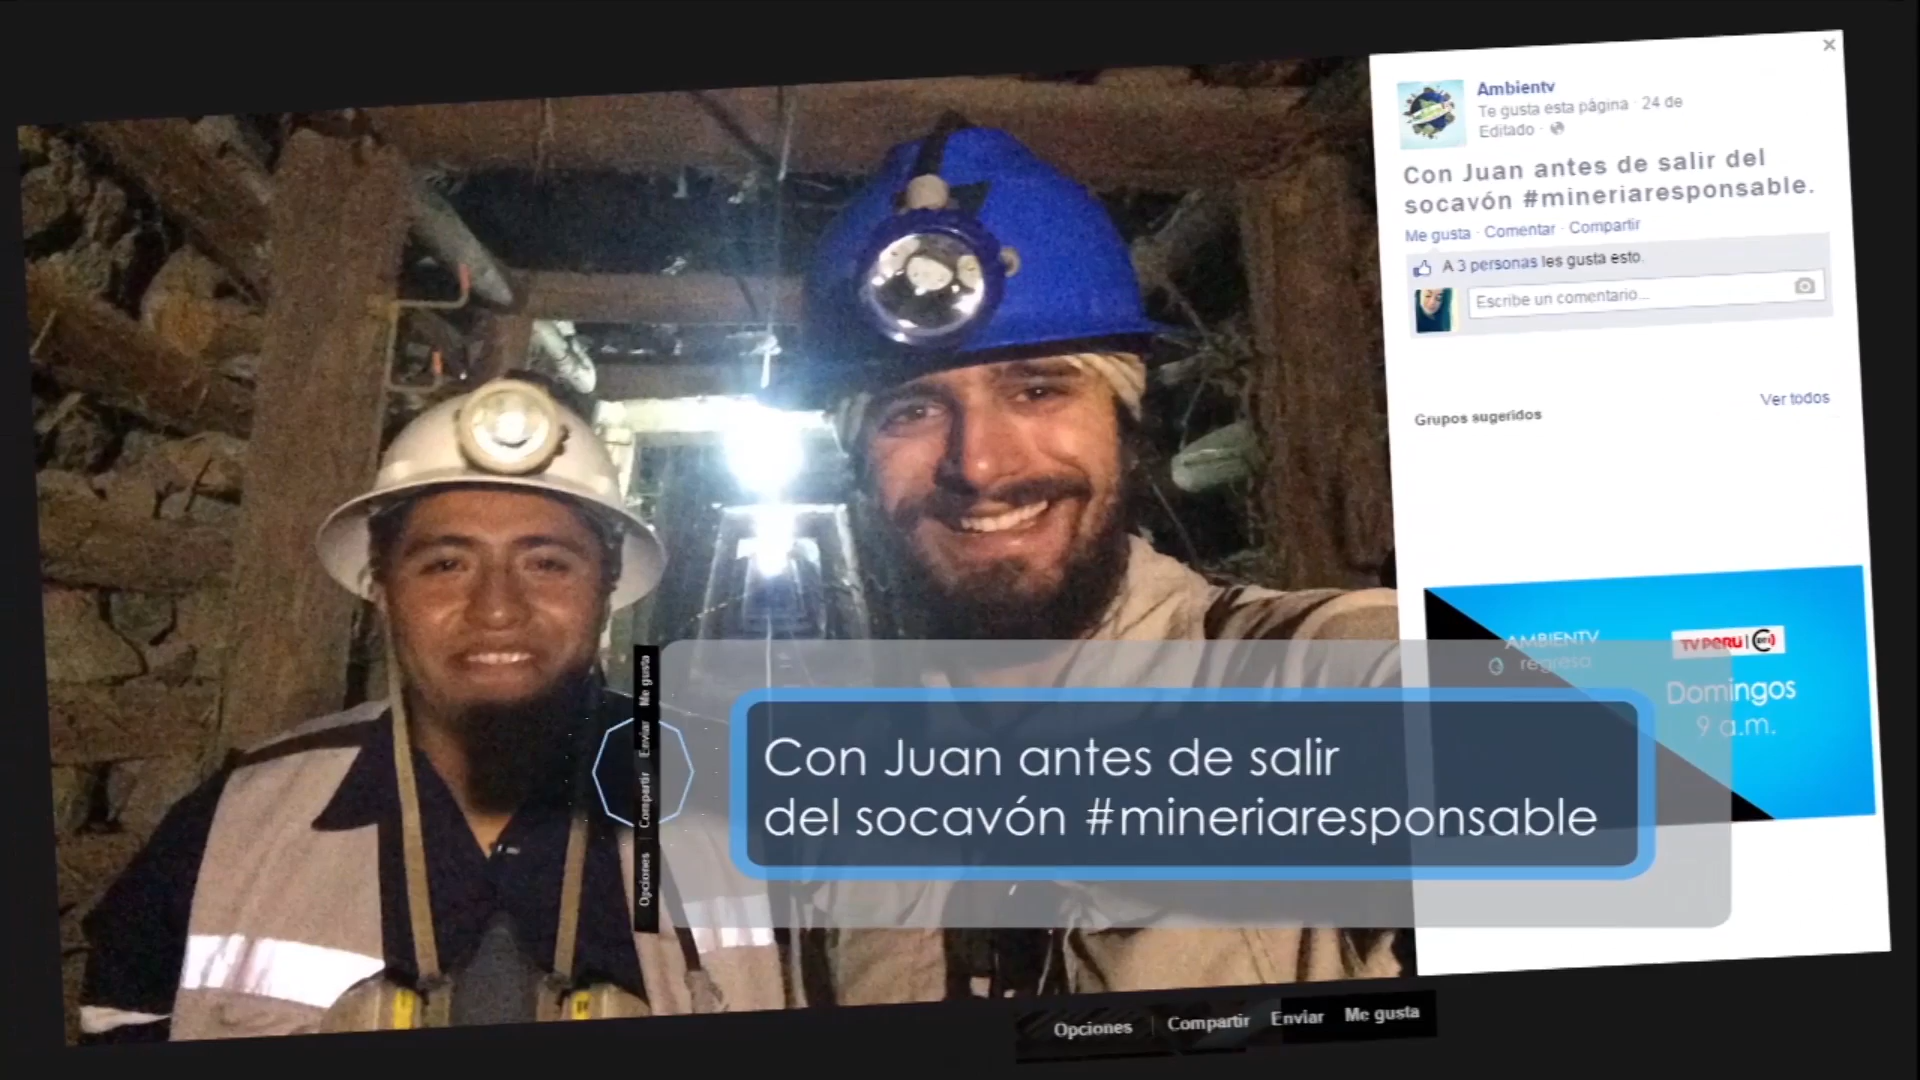 Ambientv
Te gusta esta página · 24 de
Editado ·
Con Juan antes de salir del
socavón #mineriaresponsable.
Me gusta · Comentar · Compartir
A 3 personas les gusta esto.
Escribe un comentario...
Grupos sugeridos
Ver todos
AMBIENTV
regresa
TV PERU
Domingos
9 a.m.
Con Juan antes de salir
del socavón #mineriaresponsable
Opciones Compartir Enviar Me gusta
Opciones Compartir Enviar Me gusta